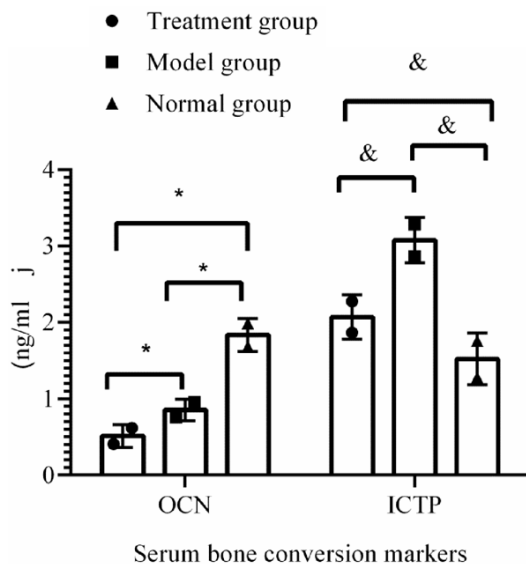 Treatment group
Model group
Normal group
&
&
&
*
*
*
4
3
2
1
0
(ng/ml j
OCN
ICTP
Serum bone conversion markers